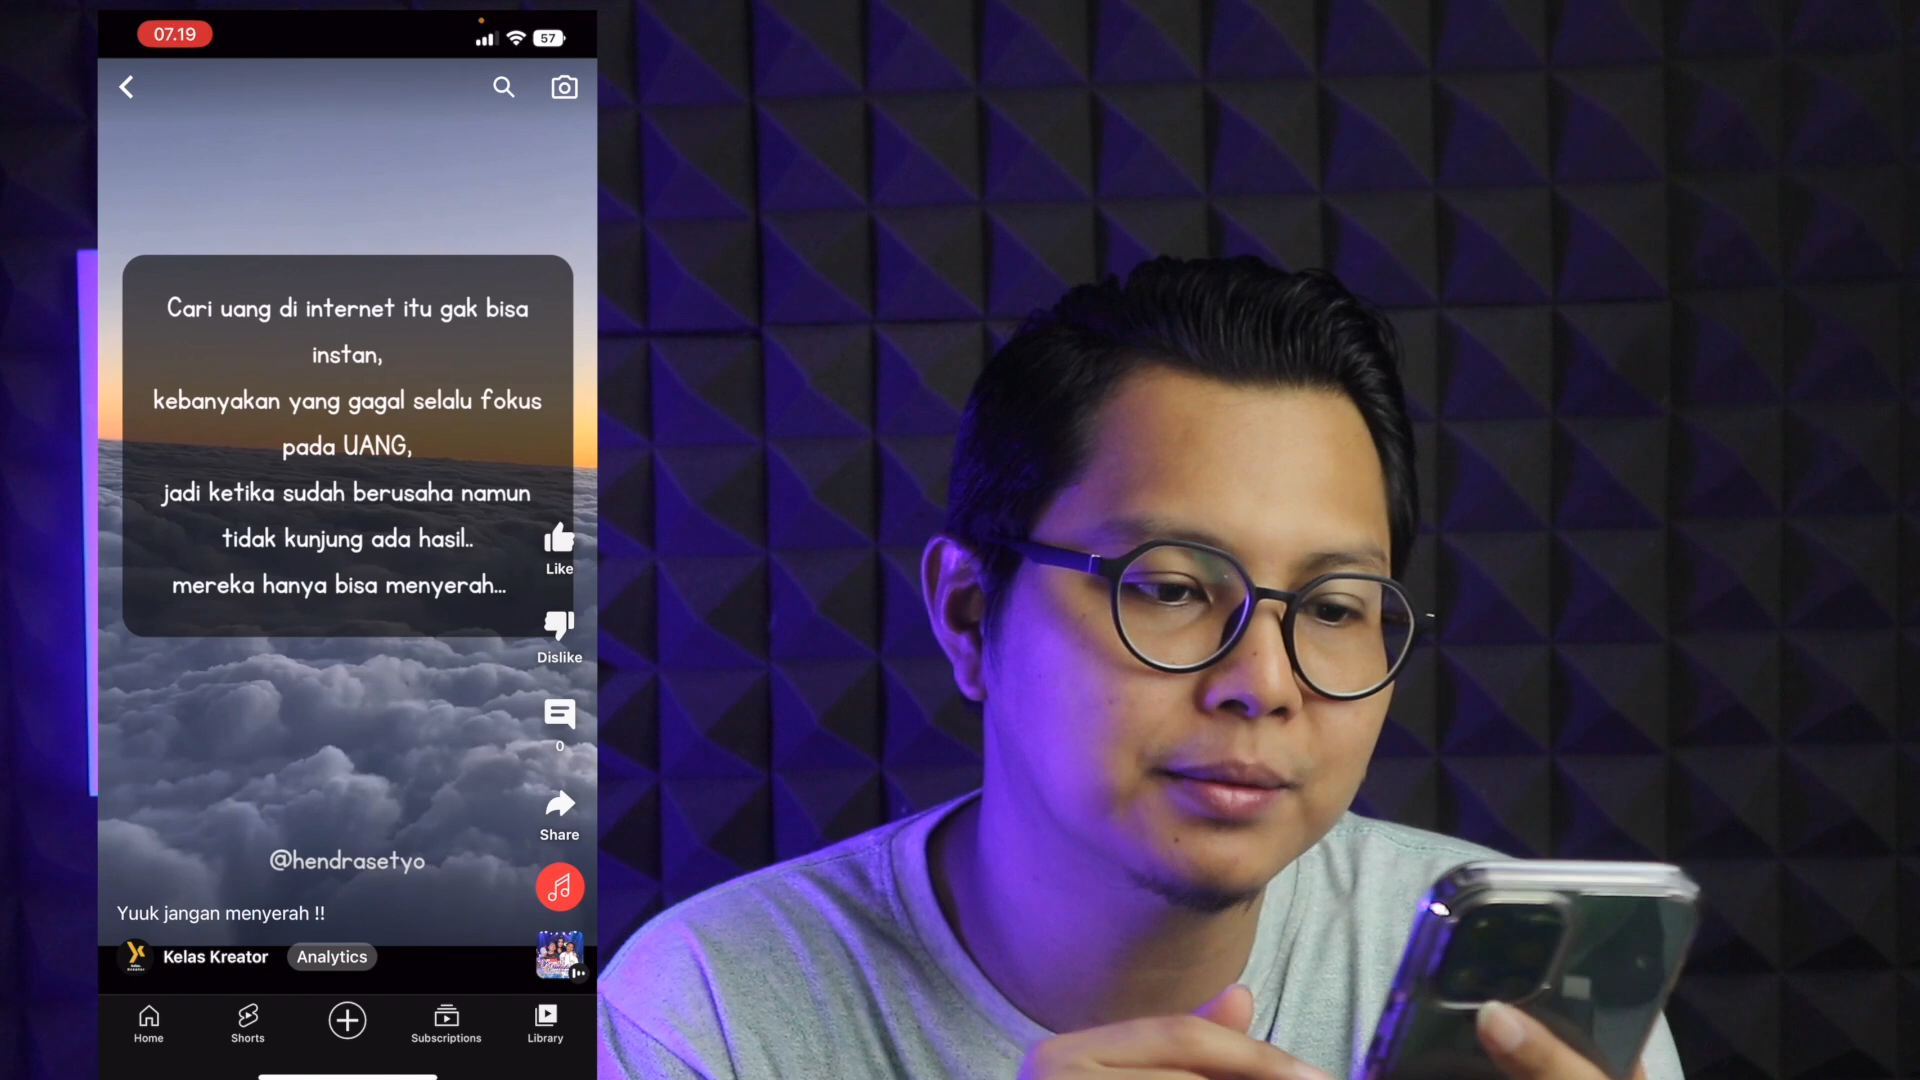 07.19
57
Cari uang di internet itu gak bisa
instan,
kebanyakan yang gagal selalu fokus
pada UANG,
jadi ketika sudah berusaha namun
tidak kunjung ada hasil..
mereka hanya bisa menyerah...
Like
Dislike
0
Share
@hendrasetyo
Yuuk jangan menyerah !!
Kelas Kreator
Analytics
Home
Shorts
Subscriptions
Library